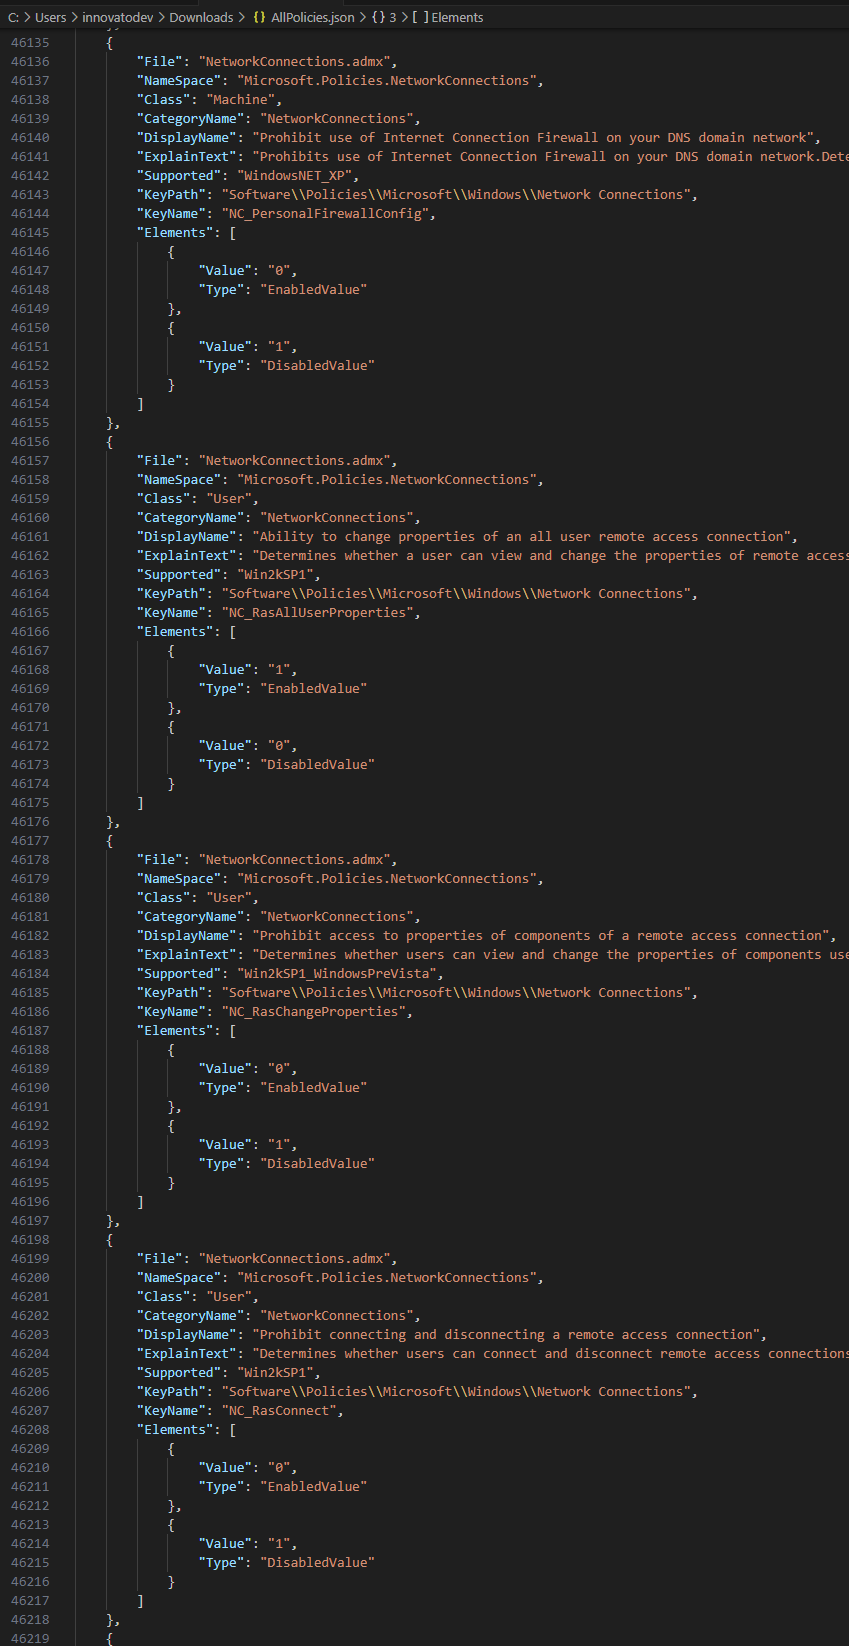 C: > Users > innovatodev > Downloads > {} AllPolicies.json > {} 3 > [ ] Elements
46135 {
46136 "File": "NetworkConnections.admx",
46137 "NameSpace": "Microsoft.Policies.NetworkConnections",
46138 "Class": "Machine",
46139 "CategoryName": "NetworkConnections",
46140 "DisplayName": "Prohibit use of Internet Connection Firewall on your DNS domain network",
46141 "ExplainText": "Prohibits use of Internet Connection Firewall on your DNS domain network.Dete
46142 "Supported": "WindowsNET_XP",
46143 "KeyPath": "Software\\Policies\\Microsoft\\Windows\\Network Connections",
46144 "KeyName": "NC_PersonalFirewallConfig",
46145 "Elements": [
46146 {
46147 "Value": "0",
46148 "Type": "EnabledValue"
46149 },
46150 {
46151 "Value": "1",
46152 "Type": "DisabledValue"
46153 }
46154 ]
46155 },
46156 {
46157 "File": "NetworkConnections.admx",
46158 "NameSpace": "Microsoft.Policies.NetworkConnections",
46159 "Class": "User",
46160 "CategoryName": "NetworkConnections",
46161 "DisplayName": "Ability to change properties of an all user remote access connection",
46162 "ExplainText": "Determines whether a user can view and change the properties of remote access
46163 "Supported": "Win2kSP1",
46164 "KeyPath": "Software\\Policies\\Microsoft\\Windows\\Network Connections",
46165 "KeyName": "NC_RasAllUserProperties",
46166 "Elements": [
46167 {
46168 "Value": "1",
46169 "Type": "EnabledValue"
46170 },
46171 {
46172 "Value": "0",
46173 "Type": "DisabledValue"
46174 }
46175 ]
46176 },
46177 {
46178 "File": "NetworkConnections.admx",
46179 "NameSpace": "Microsoft.Policies.NetworkConnections",
46180 "Class": "User",
46181 "CategoryName": "NetworkConnections",
46182 "DisplayName": "Prohibit access to properties of components of a remote access connection",
46183 "ExplainText": "Determines whether users can view and change the properties of components use
46184 "Supported": "Win2kSP1_WindowsPreVista",
46185 "KeyPath": "Software\\Policies\\Microsoft\\Windows\\Network Connections",
46186 "KeyName": "NC_RasChangeProperties",
46187 "Elements": [
46188 {
46189 "Value": "0",
46190 "Type": "EnabledValue"
46191 },
46192 {
46193 "Value": "1",
46194 "Type": "DisabledValue"
46195 }
46196 ]
46197 },
46198 {
46199 "File": "NetworkConnections.admx",
46200 "NameSpace": "Microsoft.Policies.NetworkConnections",
46201 "Class": "User",
46202 "CategoryName": "NetworkConnections",
46203 "DisplayName": "Prohibit connecting and disconnecting a remote access connection",
46204 "ExplainText": "Determines whether users can connect and disconnect remote access connections
46205 "Supported": "Win2kSP1",
46206 "KeyPath": "Software\\Policies\\Microsoft\\Windows\\Network Connections",
46207 "KeyName": "NC_RasConnect",
46208 "Elements": [
46209 {
46210 "Value": "0",
46211 "Type": "EnabledValue"
46212 },
46213 {
46214 "Value": "1",
46215 "Type": "DisabledValue"
46216 }
46217 ]
46218 },
46219 {